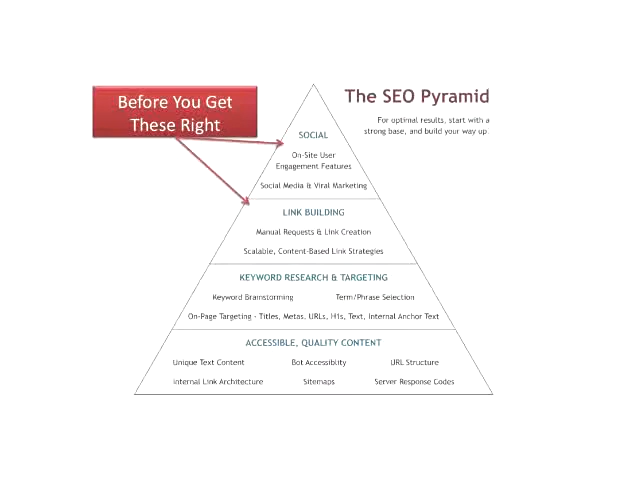 Before You Get
These Right
The SEO Pyramid
For optimal results, start with a
strong base, and build your way up.
SOCIAL
On-Site User
Engagement Features
Social Media & Viral Marketing
LINK BUILDING
Manual Requests & Link Creation
Scalable, Content-Based Link Strategies
KEYWORD RESEARCH & TARGETING
Keyword Brainstorming Term/Phrase Selection
On-Page Targeting - Titles, Metas, URLs, H1s, Text, Internal Anchor Text
ACCESSIBLE, QUALITY CONTENT
Unique Text Content Bot Accessiblity URL Structure
Internal Link Architecture Sitemaps Server Response Codes